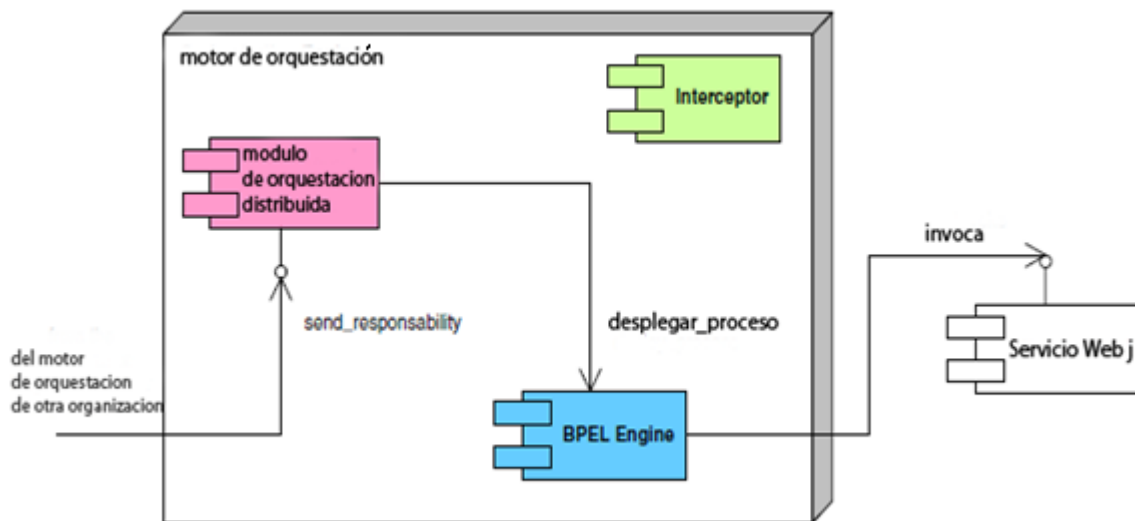 motor de orquestación
Interceptor
modulo
de orquestacion
distribuida
invoca
send_responsability
desplegar_proceso
Servicio Web j
del motor
de orquestacion
de otra organizacion
BPEL Engine